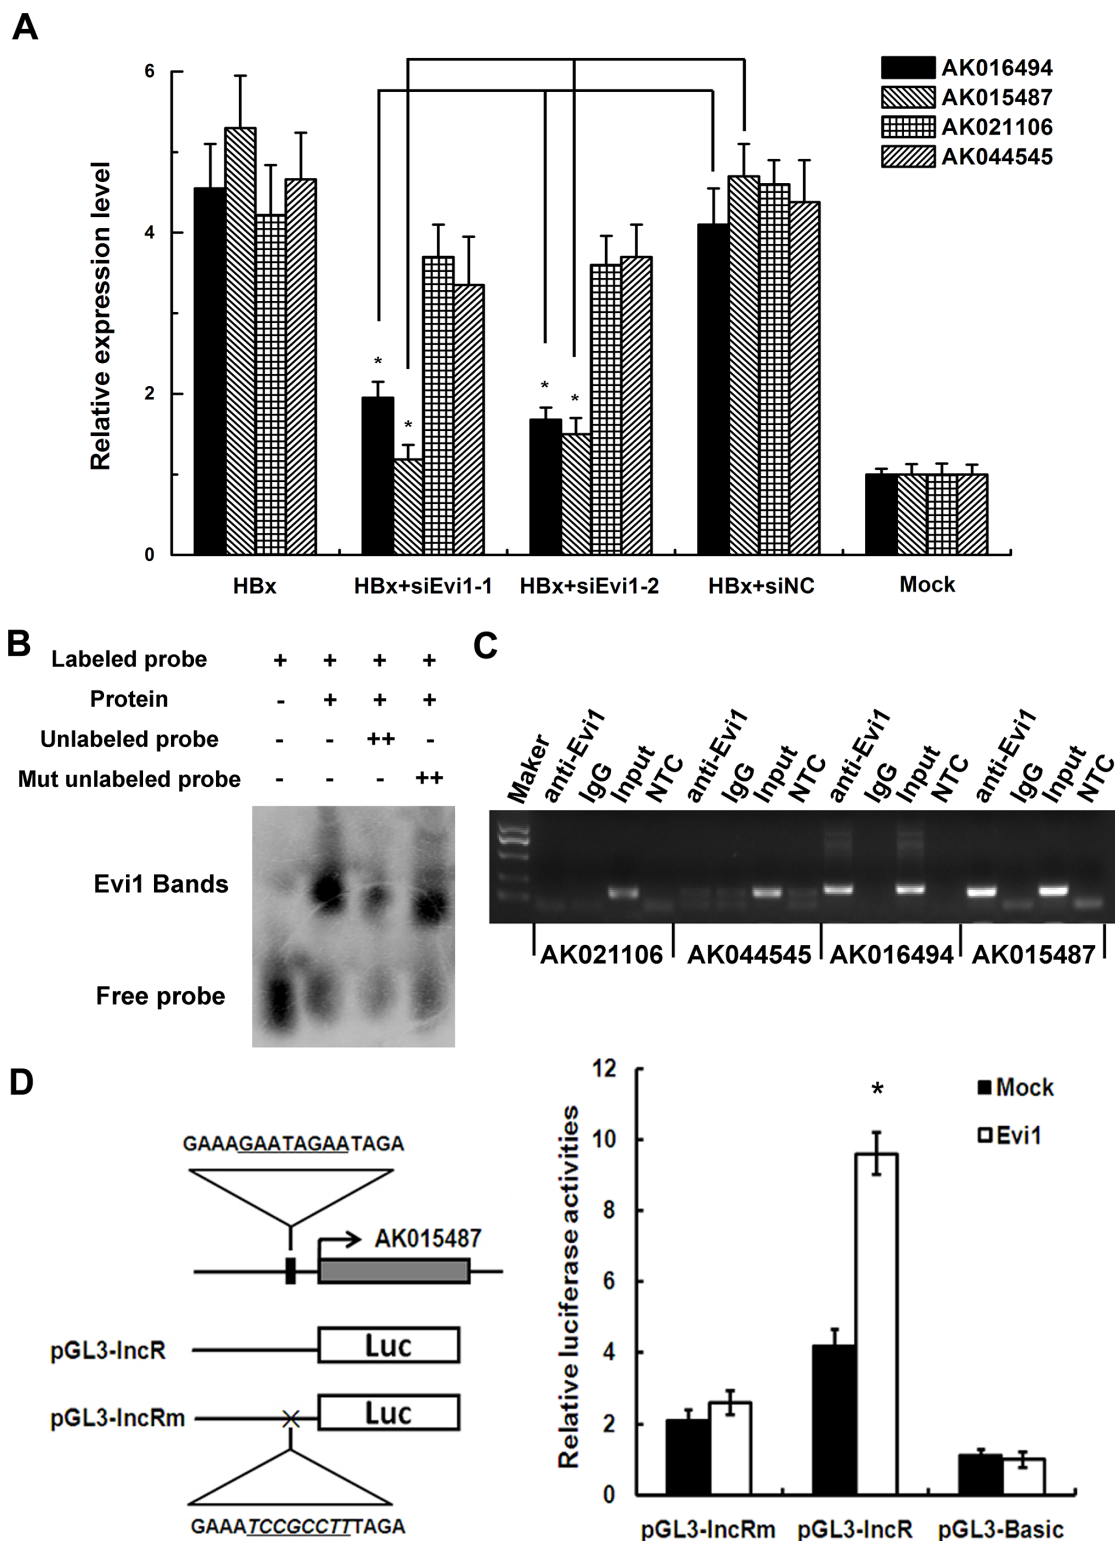 A
6
4
2
0
Relative expression level
AK016494
AK015487
AK021106
AK044545
*
*
*
*
HBx
HBx+siEvi1-1
HBx+siEvi1-2
HBx+siNC
Mock
B
Labeled probe + + + +
Protein - + + +
Unlabeled probe - - ++ -
Mut unlabeled probe - - - ++
Evi1 Bands
Free probe
C
Maker anti-Evi1 IgG Input NTC anti-Evi1 IgG Input NTC anti-Evi1 IgG Input NTC anti-Evi1 IgG Input NTC
AK021106 AK044545 AK016494 AK015487
D
GAAAGAATAGAATAGA
AK015487
pGL3-lncR Luc
pGL3-lncRm Luc
GAAATCCGCCTTTAGA
12
10
8
6
4
2
0
Relative luciferase activities
*
Mock
Evi1
pGL3-lncRm
pGL3-lncR
pGL3-Basic